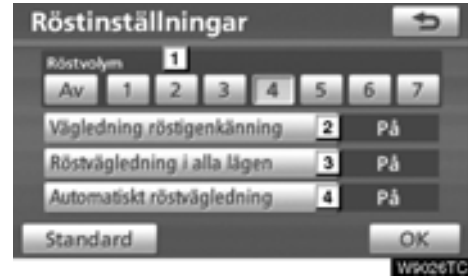 Röstinställningar
Röstvolym 1
Av 1 2 3 4 5 6 7
Vägledning röstigenkänning 2 På
Röstvägledning i alla lägen 3 På
Automatiskt röstvägledning 4 På
Standard OK
W9026TC